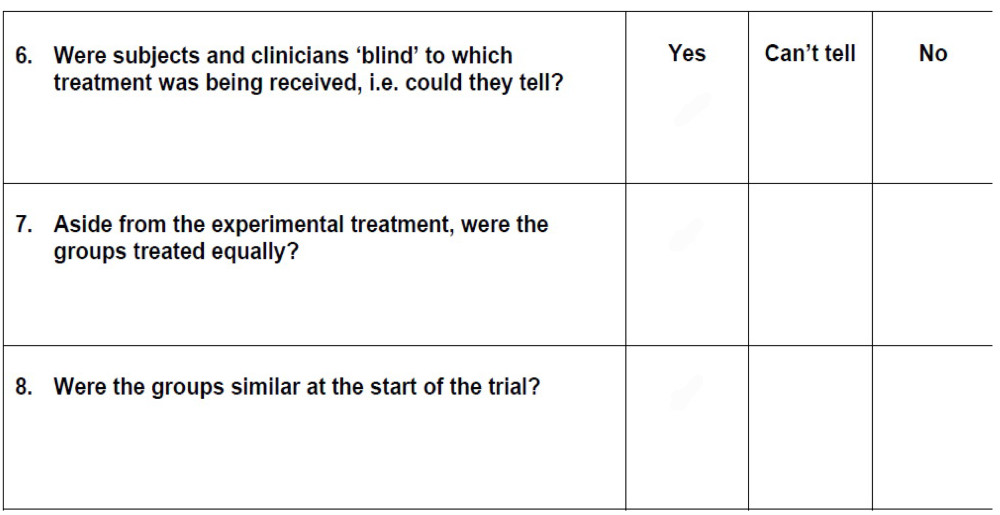 6. Were subjects and clinicians ‘blind’ to which
treatment was being received, i.e. could they tell?
Yes
Can’t tell
No
7. Aside from the experimental treatment, were the
groups treated equally?
8. Were the groups similar at the start of the trial?